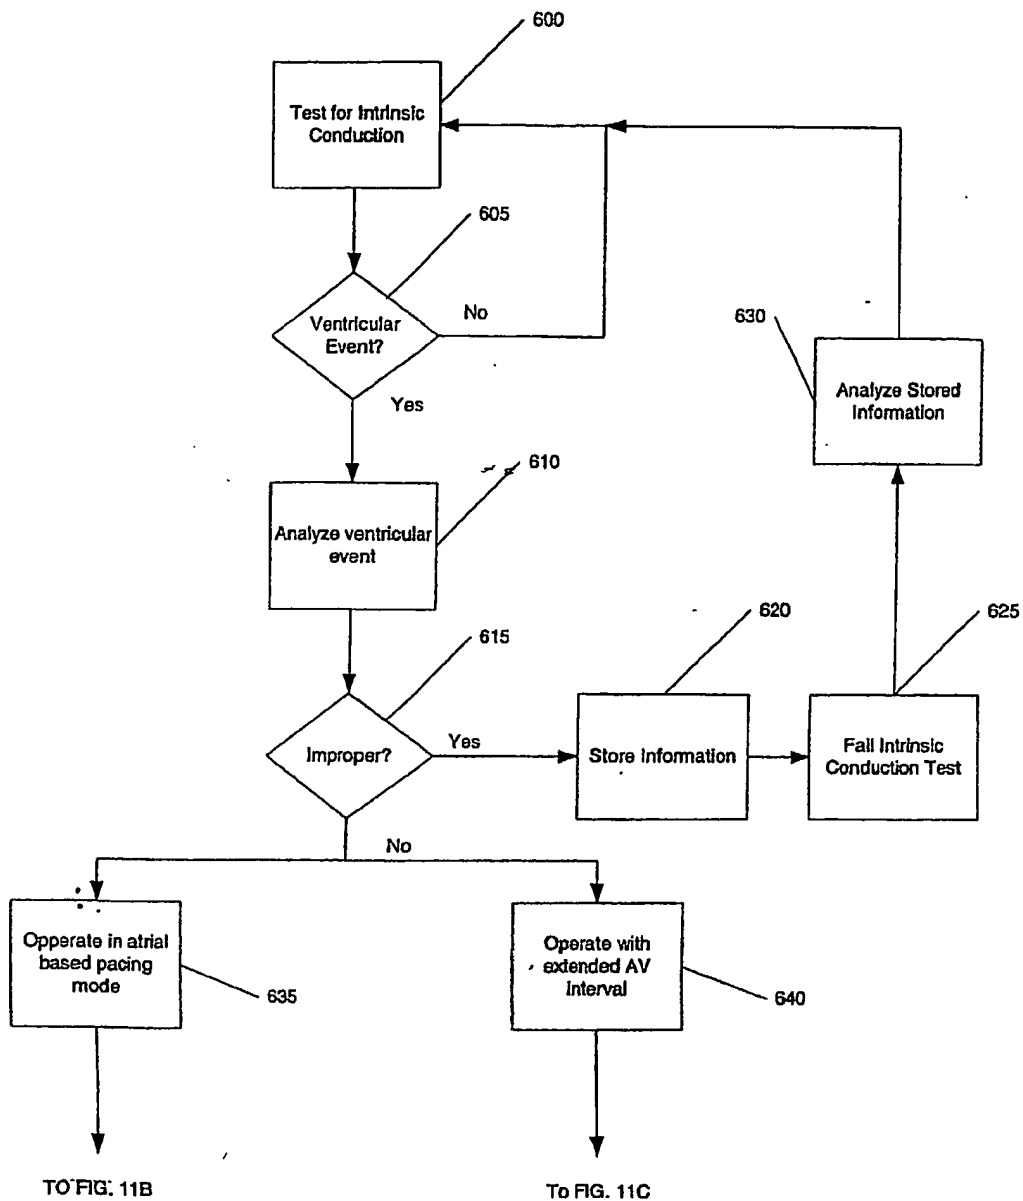 600
Test for Intrinsic
Conduction
605
Ventricular
Event?
No
Yes
630
Analyze Stored
Information
610
Analyze ventricular
event
620
625
615
Improper?
Yes
Store Information
Fail Intrinsic
Conduction Test
No
Opperate in atrial
based pacing
mode
635
Operate with
extended AV
Interval
640
TO FIG. 11B
To FIG. 11C